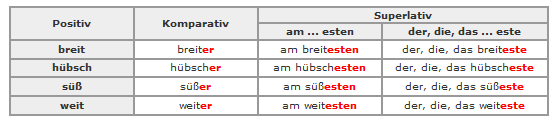 Positiv Komparativ Superlativ
am ... esten der, die, das ... este
breit breiter am breitesten der, die, das breiteste
hübsch hübscher am hübschesten der, die, das hübscheste
süß süßer am süßesten der, die, das süßeste
weit weiter am weitesten der, die, das weiteste